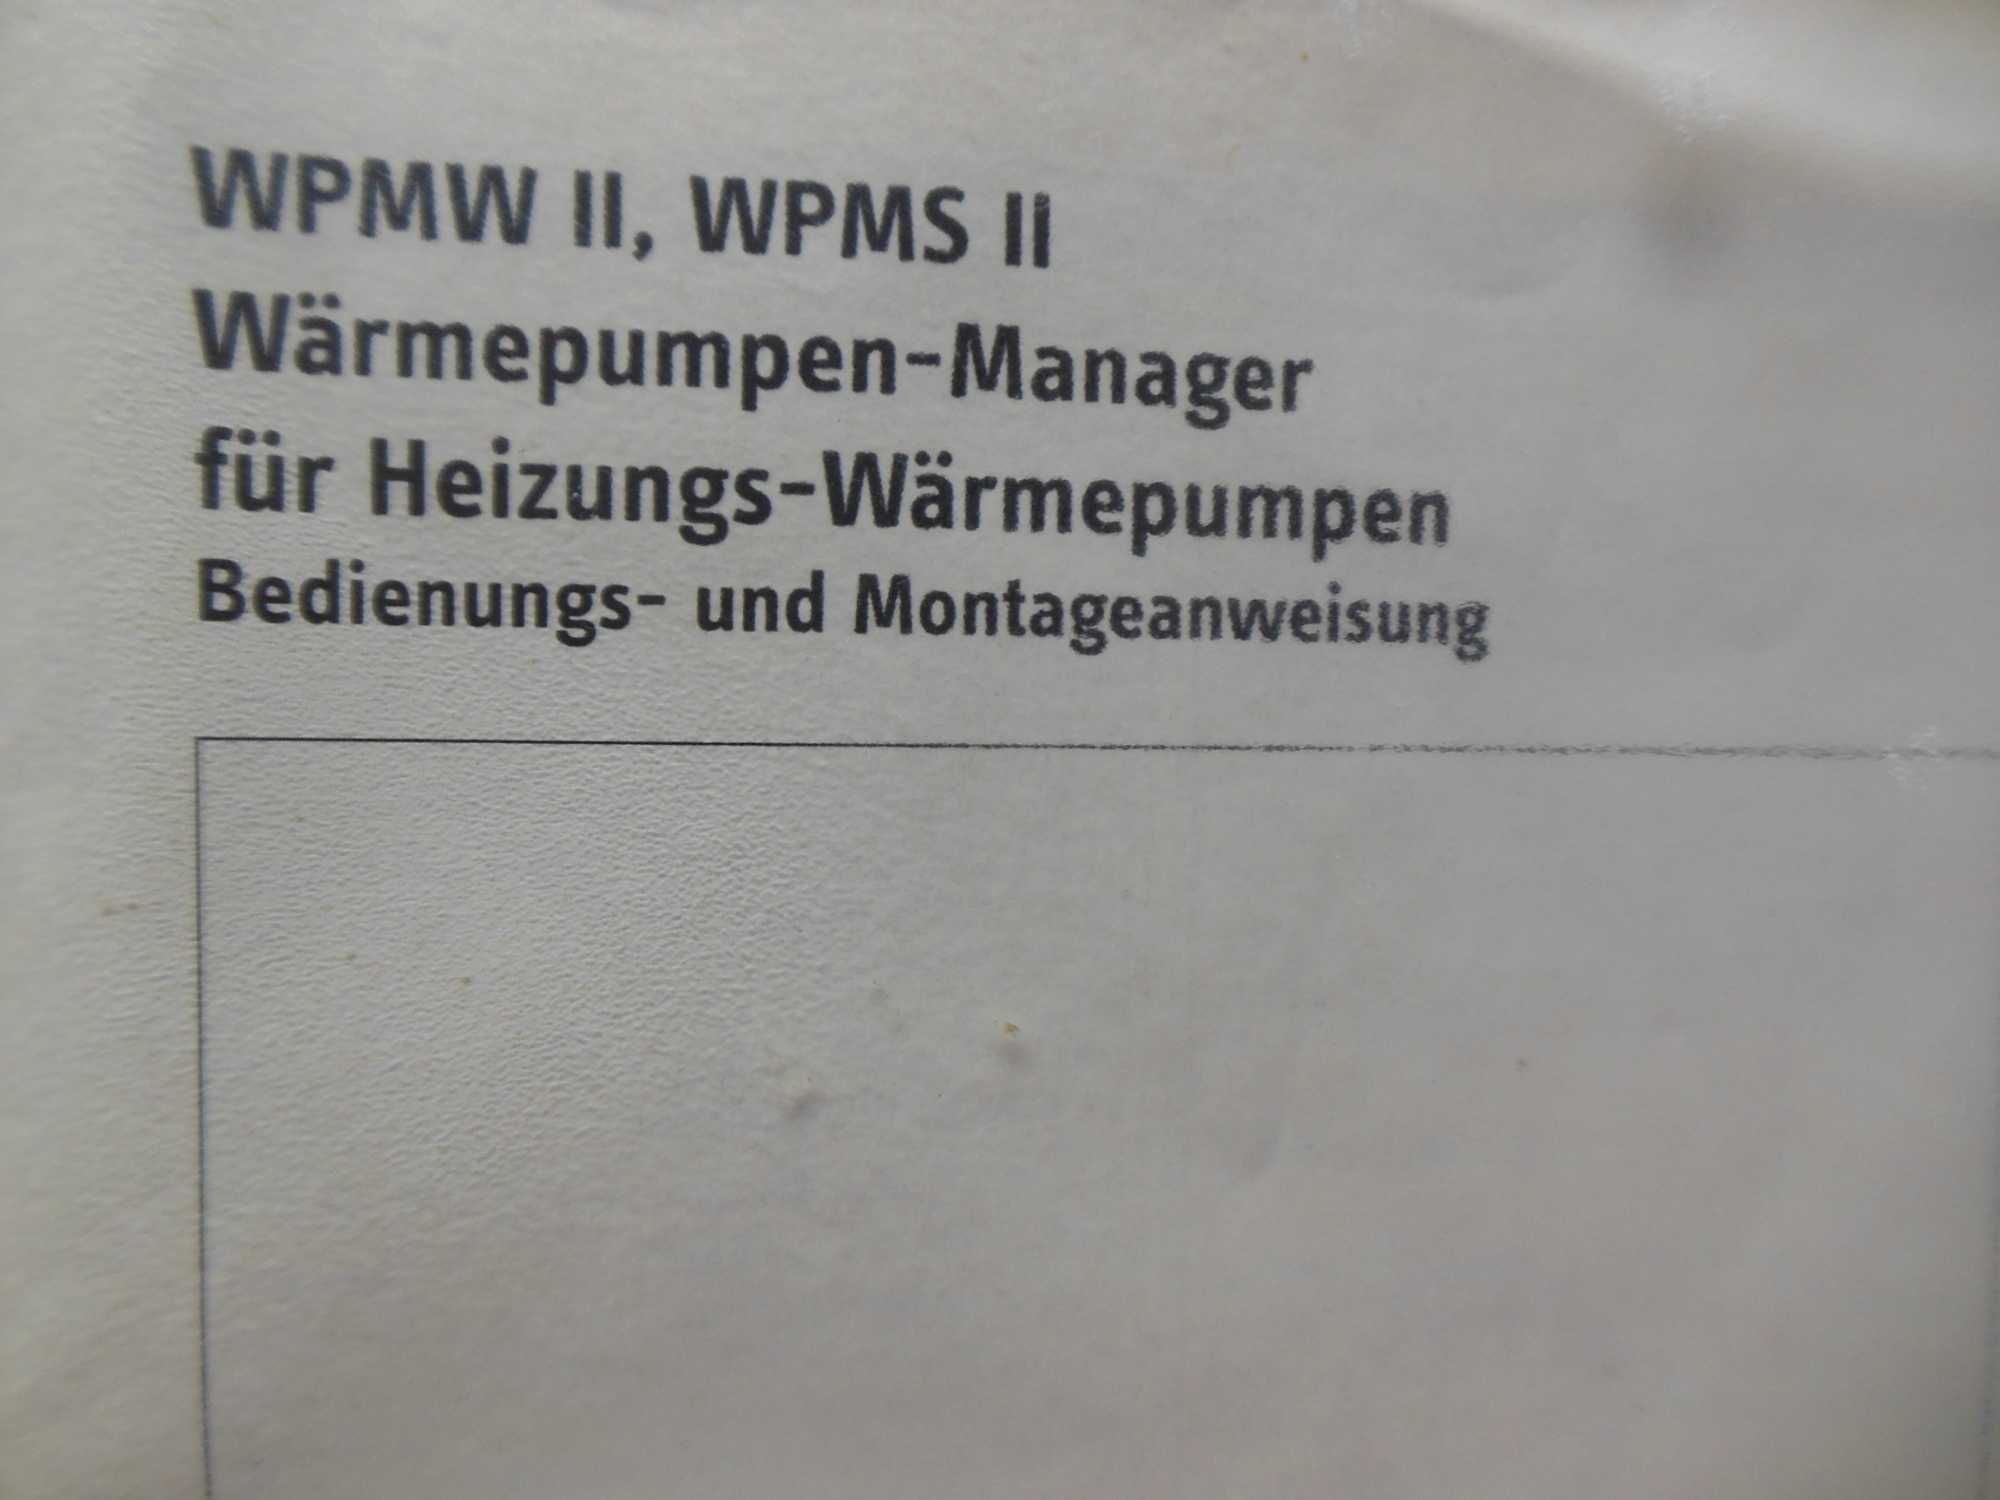 WPMW II, WPMS II
Wärmepumpen-Manager
für Heizungs-Wärmepumpen
Bedienungs- und Montageanweisung